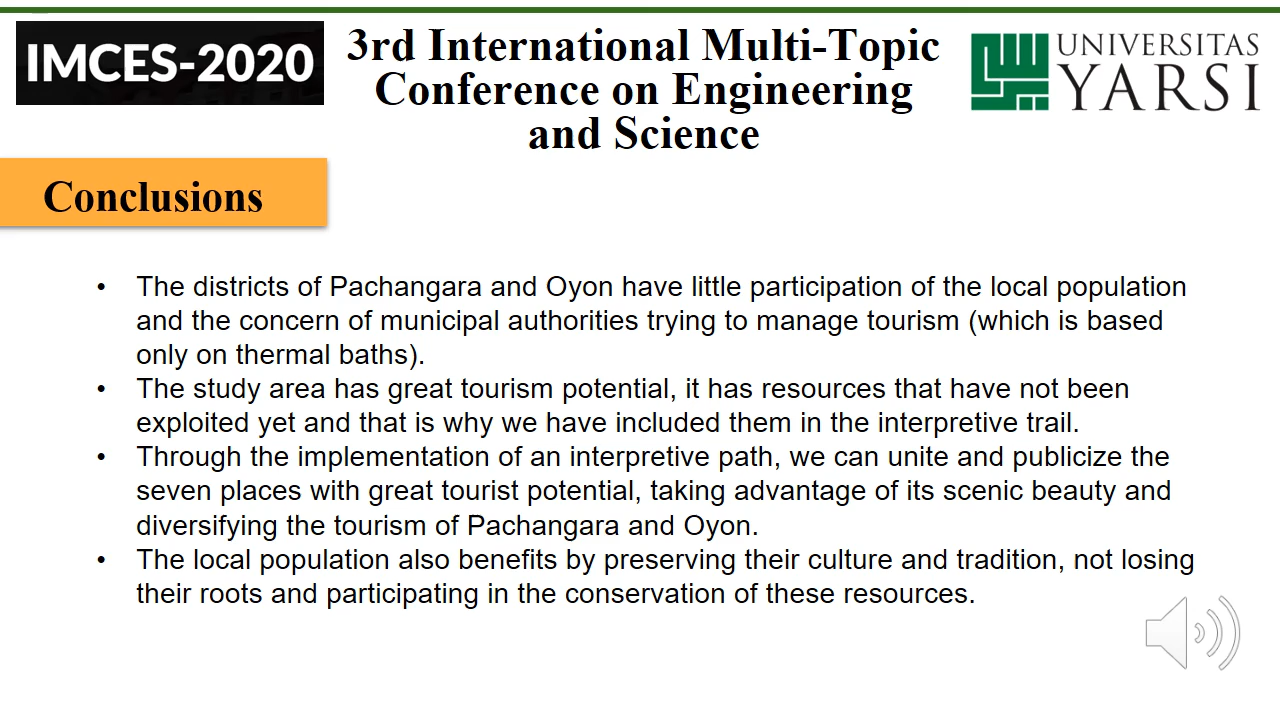 IMCES-2020
3rd International Multi-Topic
Conference on Engineering
and Science
UNIVERSITAS
YARSI
Conclusions
• The districts of Pachangara and Oyon have little participation of the local population
and the concern of municipal authorities trying to manage tourism (which is based
only on thermal baths).
• The study area has great tourism potential, it has resources that have not been
exploited yet and that is why we have included them in the interpretive trail.
• Through the implementation of an interpretive path, we can unite and publicize the
seven places with great tourist potential, taking advantage of its scenic beauty and
diversifying the tourism of Pachangara and Oyon.
• The local population also benefits by preserving their culture and tradition, not losing
their roots and participating in the conservation of these resources.